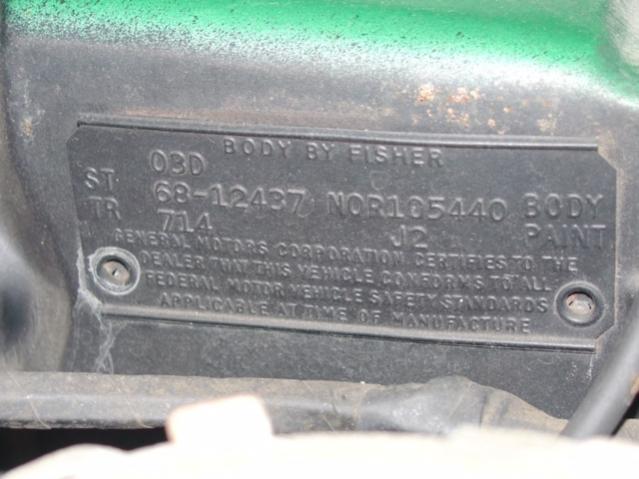 BODY BY FISHER
03D
ST 68-12437 NOR105440 BODY
TR 714 J2 PAINT
GENERAL MOTORS CORPORATION CERTIFIES TO THE
DEALER THAT THIS VEHICLE CONFORMS TO ALL
FEDERAL MOTOR VEHICLE SAFETY STANDARDS
APPLICABLE AT TIME OF MANUFACTURE